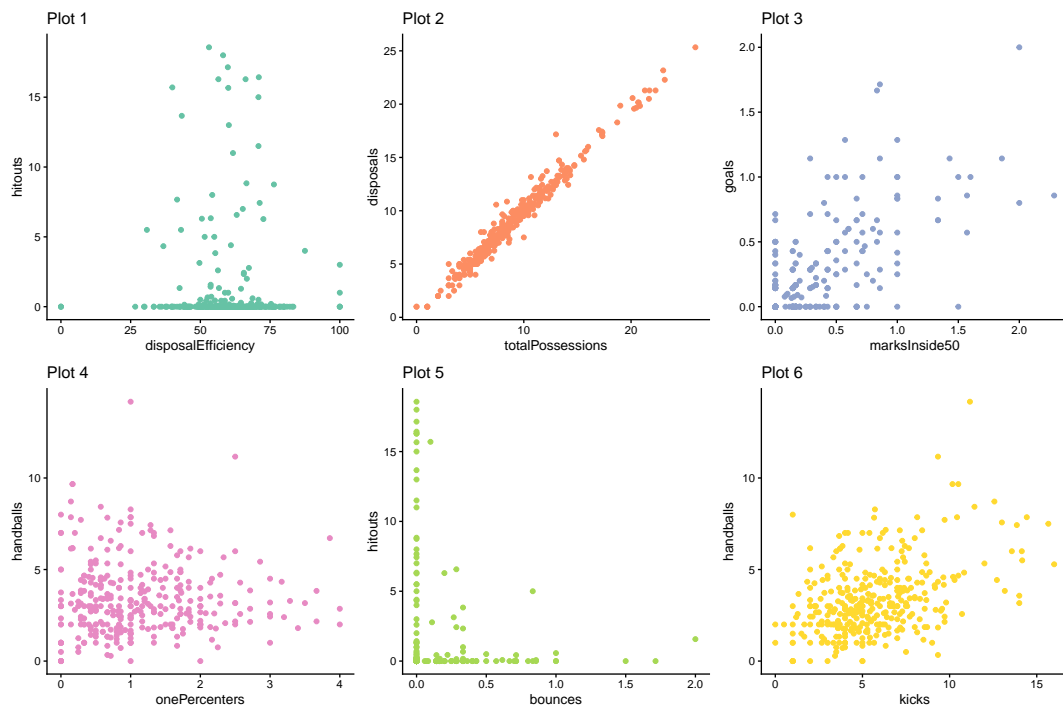 Plot 1
Plot 2
Plot 3
hitouts
15
10
5
0
0
25
50
75
100
disposalEfficiency
disposals
25
20
15
10
5
0
0
10
20
totalPossessions
goals
2.0
1.5
1.0
0.5
0.0
0.0
0.5
1.0
1.5
2.0
marksInside50
Plot 4
Plot 5
Plot 6
handballs
10
5
0
0
1
2
3
4
onePercenters
hitouts
15
10
5
0
0.0
0.5
1.0
1.5
2.0
bounces
handballs
10
5
0
0
5
10
15
kicks